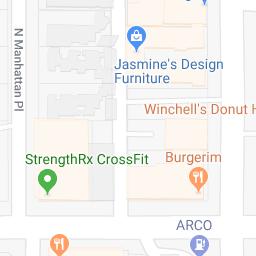 N Manhattan Pl
Jasmine's Design
Furniture
Winchell's Donut H
StrengthRx CrossFit
Burgerim
ARCO